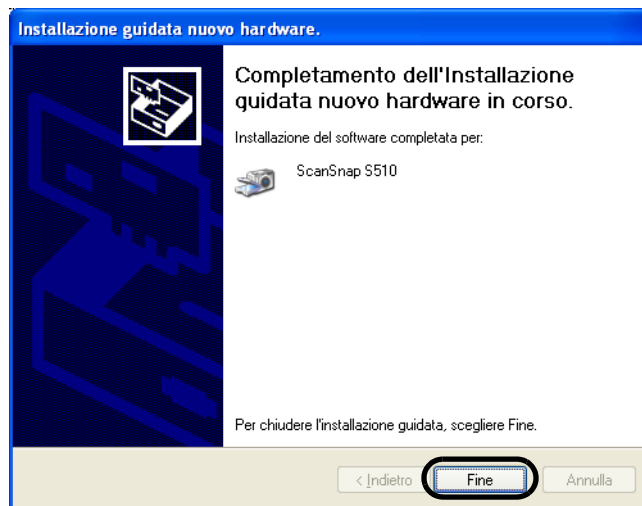 Installazione guidata nuovo hardware.
Completamento dell'Installazione
guidata nuovo hardware in corso.
Installazione del software completata per:
ScanSnap S510
Per chiudere l'installazione guidata, scegliere Fine.
< Indietro
Fine
Annulla